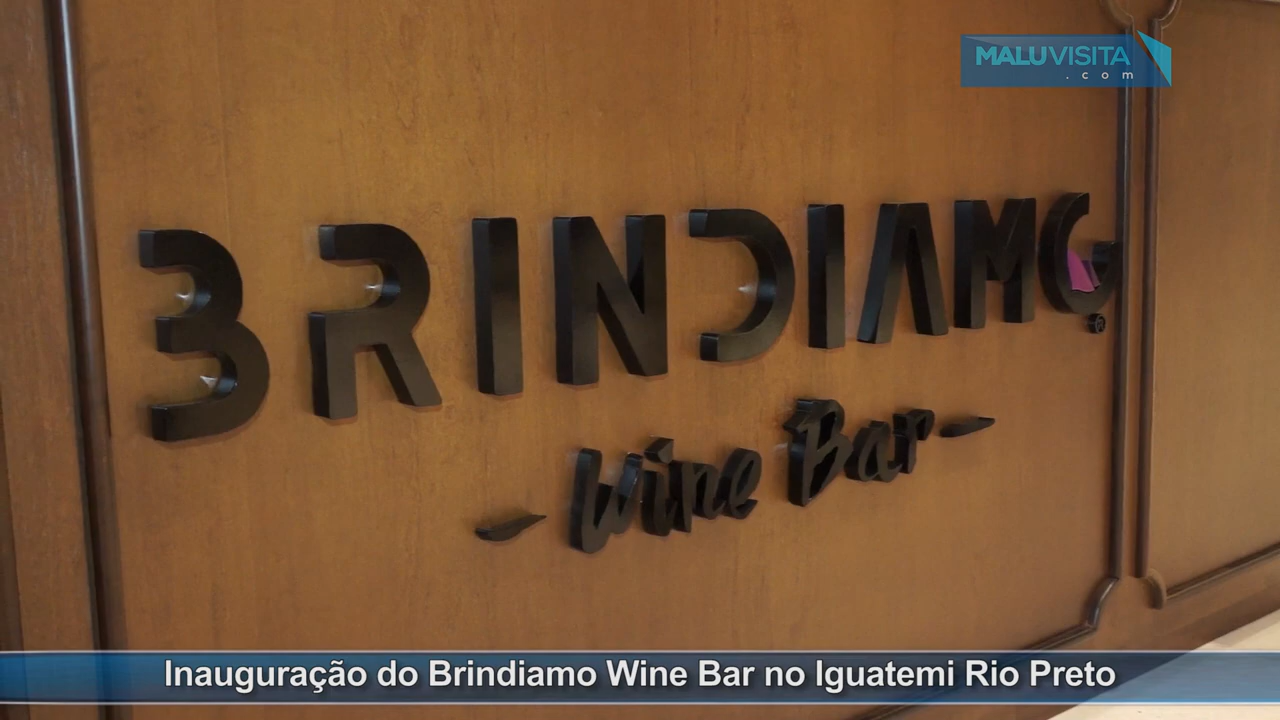 MALUVISITA
.com
BRINDIAMO
®
- Wine Bar -
Inauguração do Brindiamo Wine Bar no Iguatemi Rio Preto